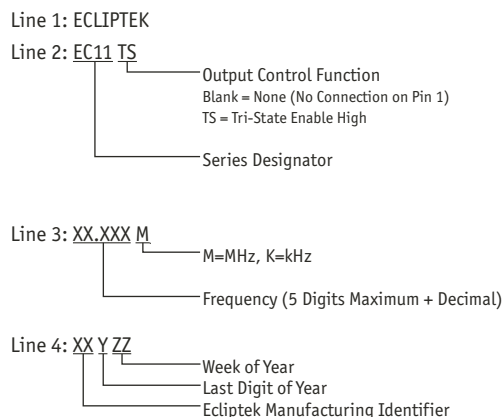 Line 1: ECLIPTEK
Line 2: EC11 TS
Output Control Function
Blank = None (No Connection on Pin 1)
TS = Tri-State Enable High
Series Designator
Line 3: XX.XXX M
M=MHz, K=kHz
Frequency (5 Digits Maximum + Decimal)
Line 4: XX Y ZZ
Week of Year
Last Digit of Year
Ecliptek Manufacturing Identifier